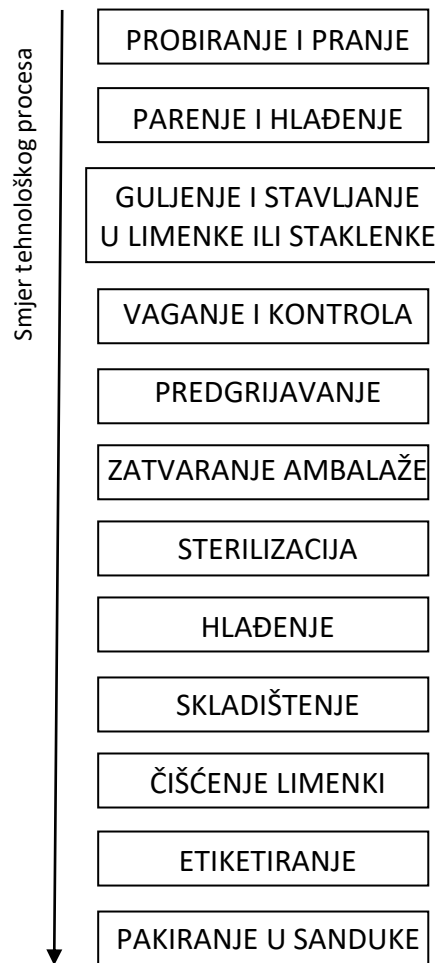 Smjer tehnološkog procesa
PROBIRANJE I PRANJE
PARENJE I HLAĐENJE
GULJENJE I STAVLJANJE
U LIMENKE ILI STAKLENKE
VAGANJE I KONTROLA
PREDGRIJAVANJE
ZATVARANJE AMBALAŽE
STERILIZACIJA
HLAĐENJE
SKLADIŠTENJE
ČIŠĆENJE LIMENKI
ETIKETIRANJE
PAKIRANJE U SANDUKE